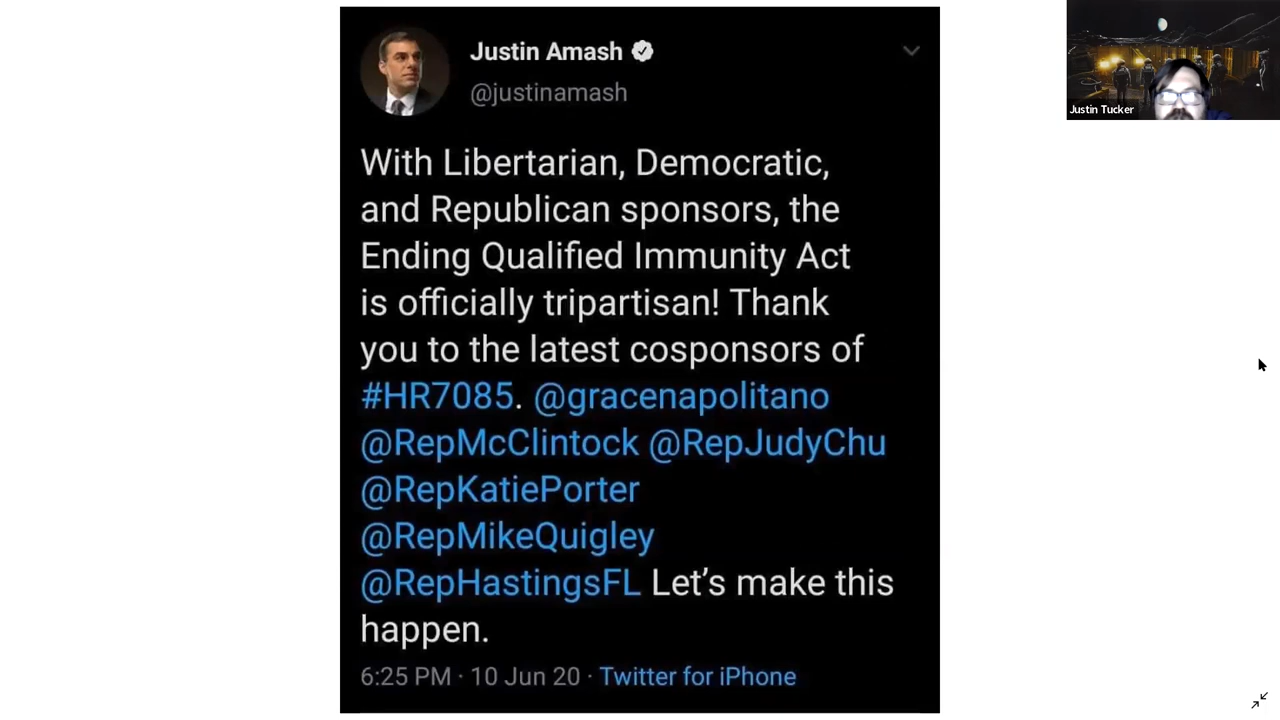 Justin Amash
@justinamash
With Libertarian, Democratic,
and Republican sponsors, the
Ending Qualified Immunity Act
is officially tripartisan! Thank
you to the latest cosponsors of
#HR7085. @gracenapolitano
@RepMcClintock @RepJudyChu
@RepKatiePorter
@RepMikeQuigley
@RepHastingsFL Let’s make this
happen.
6:25 PM · 10 Jun 20 · Twitter for iPhone
Justin Tucker